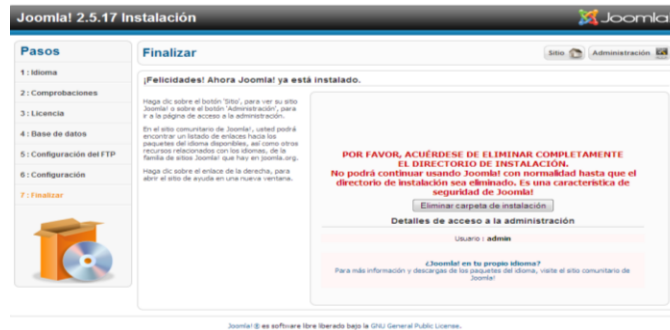 Joomla! 2.5.17 Instalación
Joomla
Pasos
1 : Idioma
2 : Comprobaciones
3 : Licencia
4 : Base de datos
5 : Configuración del FTP
6 : Configuración
7 : Finalizar
Finalizar
Sitio
Administración
¡Felicidades! Ahora Joomla! ya está instalado.
Haga clic sobre el botón 'Sitio', para ver su sitio
Joomla! o sobre el botón 'Administración', para
ir a la página de acceso a la administración.
En el sitio comunitario de Joomla!, usted podrá
encontrar un listado de enlaces hacia los
paquetes del idioma disponibles, así como otros
recursos relacionados con los idiomas, de la
familia de sitios Joomla! que hay en joomla.org.
Haga clic sobre el enlace de la derecha, para
abrir el sitio de ayuda en una nueva ventana.
POR FAVOR, ACUÉRDESE DE ELIMINAR COMPLETAMENTE
EL DIRECTORIO DE INSTALACIÓN.
No podrá continuar usando Joomla! con normalidad hasta que el
directorio de instalación sea eliminado. Es una característica de
seguridad de Joomla!
Eliminar carpeta de instalación
Detalles de acceso a la administración
Usuario : admin
¿Joomla! en tu propio idioma?
Para más información y descargas de los paquetes del idioma, visite el sitio comunitario de
Joomla!
Joomla! ® es software libre liberado bajo la GNU General Public License.